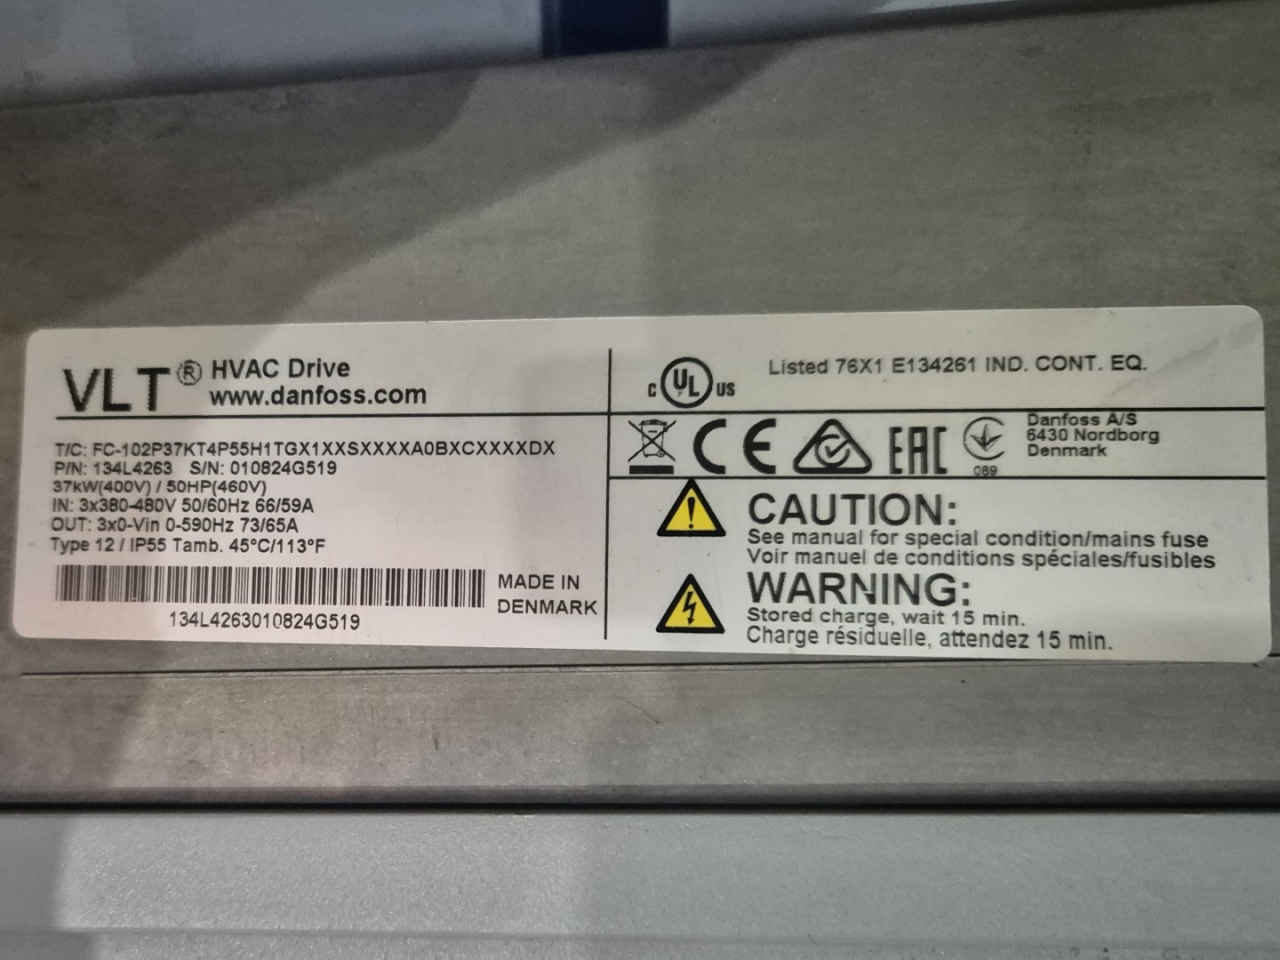 VLT® HVAC Drive
www.danfoss.com
T/C: FC-102P37KT4P55H1TGX1XXSXXXXA0BXCXXXXDX
P/N: 134L4263 S/N: 010824G519
37kW(400V) / 50HP(460V)
IN: 3x380-480V 50/60Hz 66/59A
OUT: 3x0-Vin 0-590Hz 73/65A
Type 12 / IP55 Tamb. 45°C/113°F
MADE IN
DENMARK
134L4263010824G519
C UL US
Listed 76X1 E134261 IND. CONT. EQ.
CE
EAC
089
Danfoss A/S
6430 Nordborg
Denmark
CAUTION:
See manual for special condition/mains fuse
Voir manuel de conditions spéciales/fusibles
WARNING:
Stored charge, wait 15 min.
Charge résiduelle, attendez 15 min.